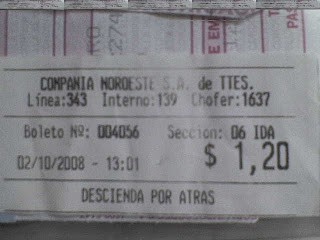 COMPANIA NOROESTE S.A. de TTES.
Línea:343 Interno:139 Chofer:1637
Boleto Nº: 004056 Seccion: 06 IDA
02/10/2008 - 13:01 $ 1,20
DESCIENDA POR ATRAS